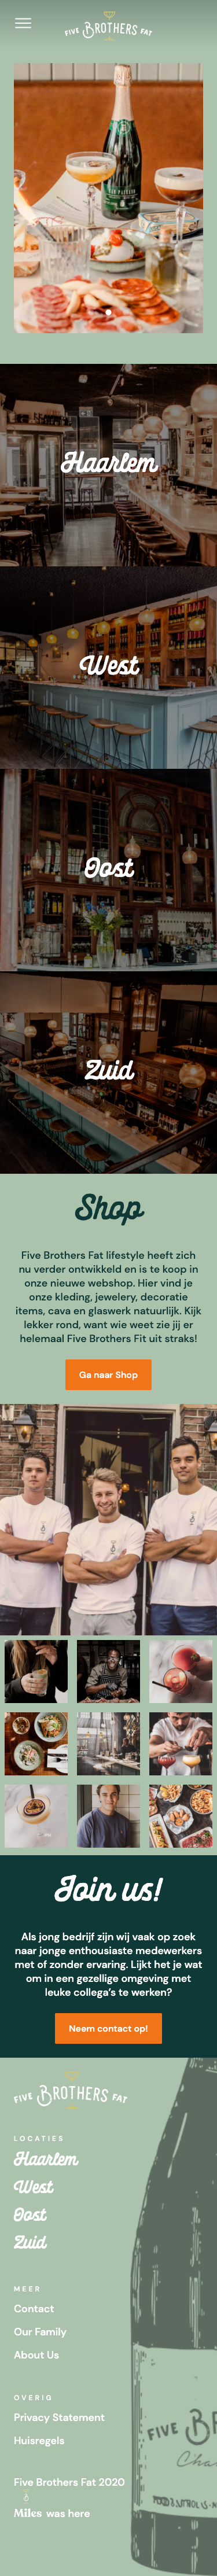 FIVE BROTHERS FAT
Haarlem
West
Oost
Zuid
Shop
Five Brothers Fat lifestyle heeft zich
nu verder ontwikkeld en is te koop in
onze nieuwe webshop. Hier vind je
onze kleding, jewelery, decoratie
items, cava en glaswerk natuurlijk. Kijk
lekker rond, want wie weet zie jij er
helemaal Five Brothers Fit uit straks!
Ga naar Shop
Join us!
Als jong bedrijf zijn wij vaak op zoek
naar jonge enthousiaste medewerkers
met of zonder ervaring. Lijkt het je wat
om in een gezellige omgeving met
leuke collega's te werken?
Neem contact op!
FIVE BROTHERS FAT
LOCATIES
Haarlem
West
Oost
Zuid
MEER
Contact
Our Family
About Us
OVERIG
Privacy Statement
Huisregels
Five Brothers Fat 2020
Miles was here
FIVE BRO